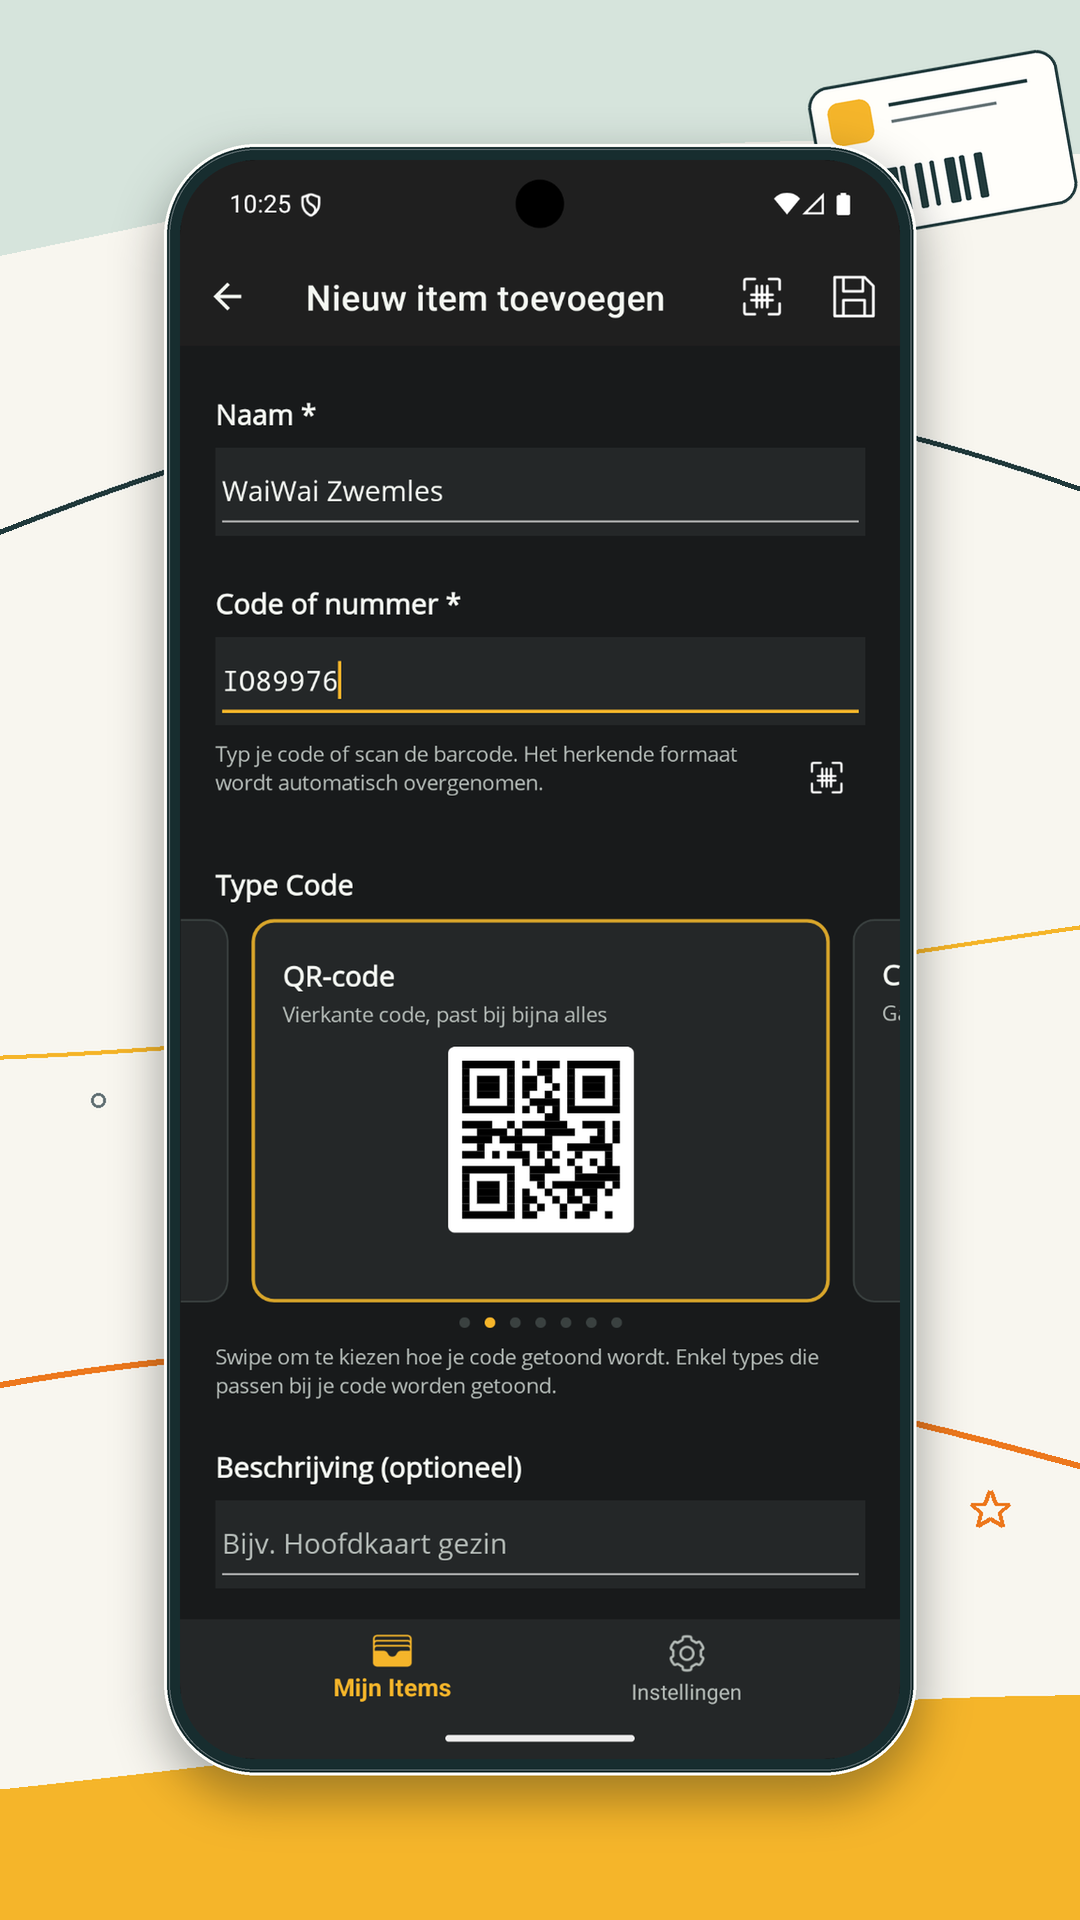 10:25
Nieuw item toevoegen
Naam *
WaiWai Zwemles
Code of nummer *
IO89976
Typ je code of scan de barcode. Het herkende formaat
wordt automatisch overgenomen.
Type Code
QR-code
Vierkante code, past bij bijna alles
Swipe om te kiezen hoe je code getoond wordt. Enkel types die
passen bij je code worden getoond.
Beschrijving (optioneel)
Bijv. Hoofdkaart gezin
Mijn Items
Instellingen